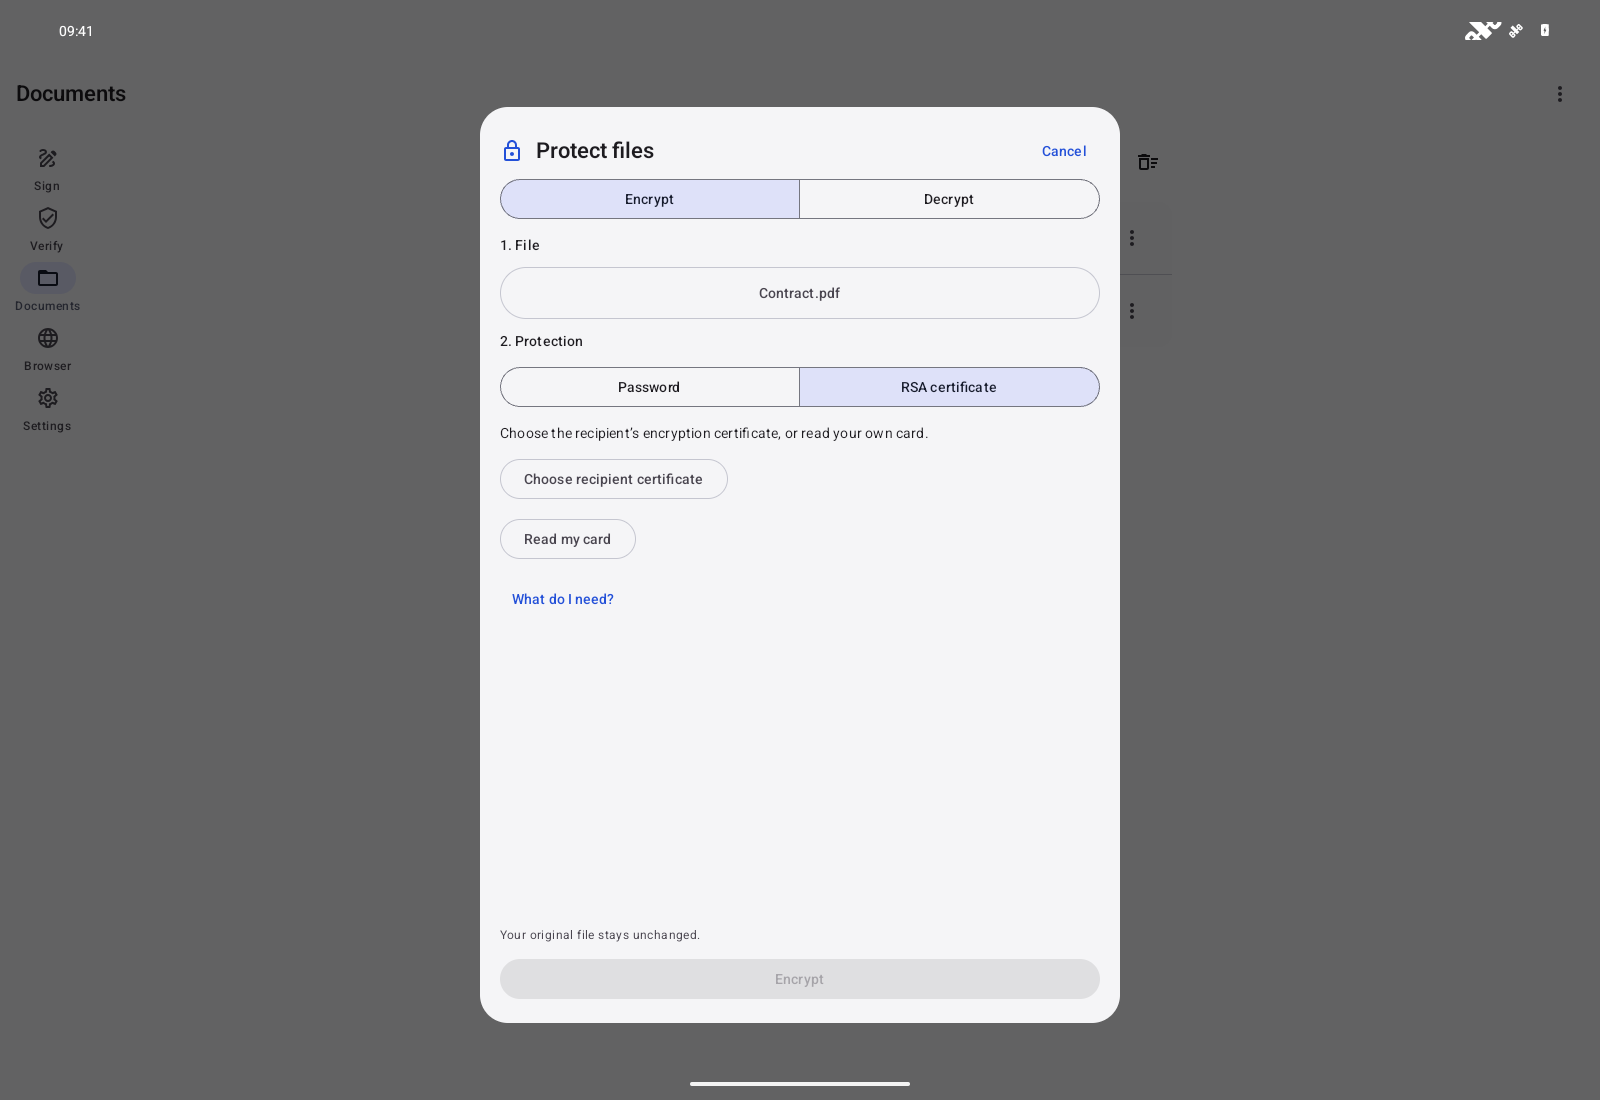 09:41
Documents
Sign
Verify
Documents
Browser
Settings
Protect files
Cancel
Encrypt
Decrypt
1. File
Contract.pdf
2. Protection
Password
RSA certificate
Choose the recipient’s encryption certificate, or read your own card.
Choose recipient certificate
Read my card
What do I need?
Your original file stays unchanged.
Encrypt